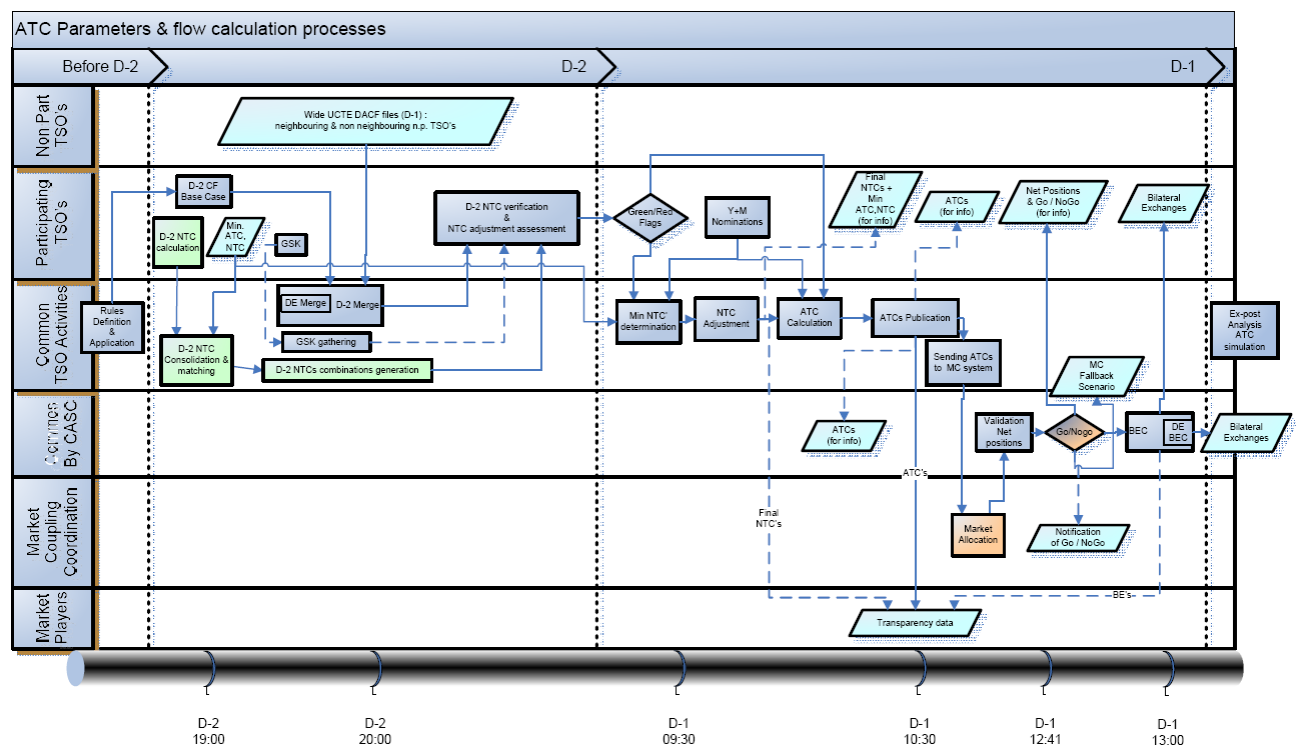 ATC Parameters & flow calculation processes
Before D-2
D-2
D-1
Non Part
TSO's
Wide UCTE DACF files (D-1) :
neighbouring & non neighbouring n.p. TSO's
Participating
TSO's
D-2 CF
Base Case
D-2 NTC
calculation
Min.
ATC,
NTC
GSK
D-2 NTC verification
&
NTC adjustment assessment
Green/Red
Flags
Y+M
Nominations
Final
NTCs +
Min
ATC,NTC
(for info)
ATCs
(for info)
Net Positions
& Go / NoGo
(for info)
Bilateral
Exchanges
Common
TSO Activities
Rules
Definition
&
Application
DE Merge
D-2 Merge
GSK gathering
D-2 NTC
Consolidation &
matching
D-2 NTCs combinations generation
Min NTC'
determination
NTC
Adjustment
ATC
Calculation
ATCs Publication
Sending ATCs
to MC system
MC
Fallback
Scenario
Ex-post
Analysis
ATC
simulation
By CASC
ATCs
(for info)
Validation
Net
positions
Go/Nogo
BEC
DE
BEC
Bilateral
Exchanges
ATC's
Market
Coupling
Coordination
Final
NTC's
Market
Allocation
Notification
of Go / NoGo
Market
Players
BE's
Transparency data
D-2
19:00
D-2
20:00
D-1
09:30
D-1
10:30
D-1
12:41
D-1
13:00